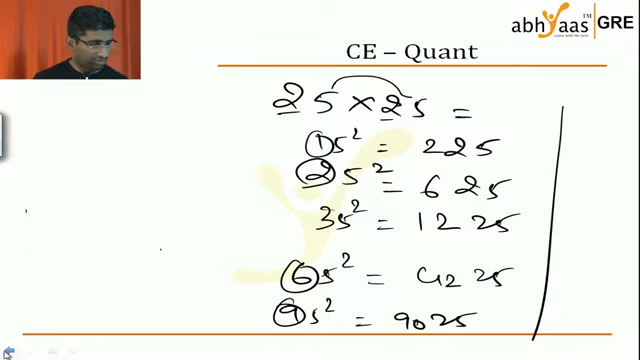 abhyaas™ GRE
Learn with the best
CE – Quant
25 × 25 =
15² = 225
25² = 625
35² = 1225
65² = 4225
95² = 9025